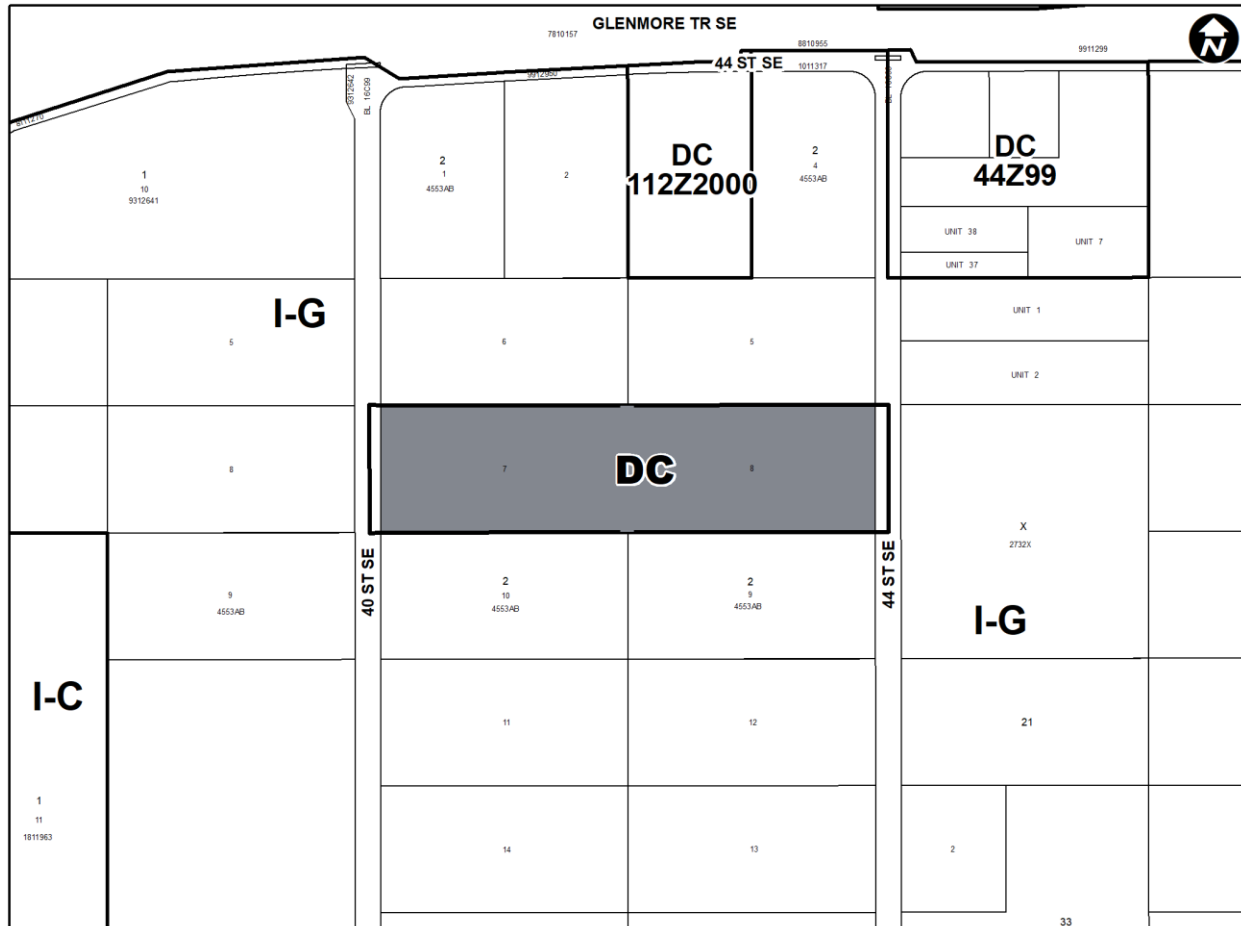 GLENMORE TR SE
7810157
8810955
9911299
N
44 ST SE
9912950
1011317
9312642
BL 16C99
8111270
1
10
9312641
2
1
4553AB
2
DC
112Z2000
2
4
4553AB
DC
44Z99
UNIT 38
UNIT 7
UNIT 37
I-G
5
6
5
UNIT 1
UNIT 2
8
7
DC
8
X
2732X
40 ST SE
44 ST SE
9
4553AB
2
10
4553AB
2
9
4553AB
I-G
I-C
11
12
21
1
11
1811963
14
13
2
33